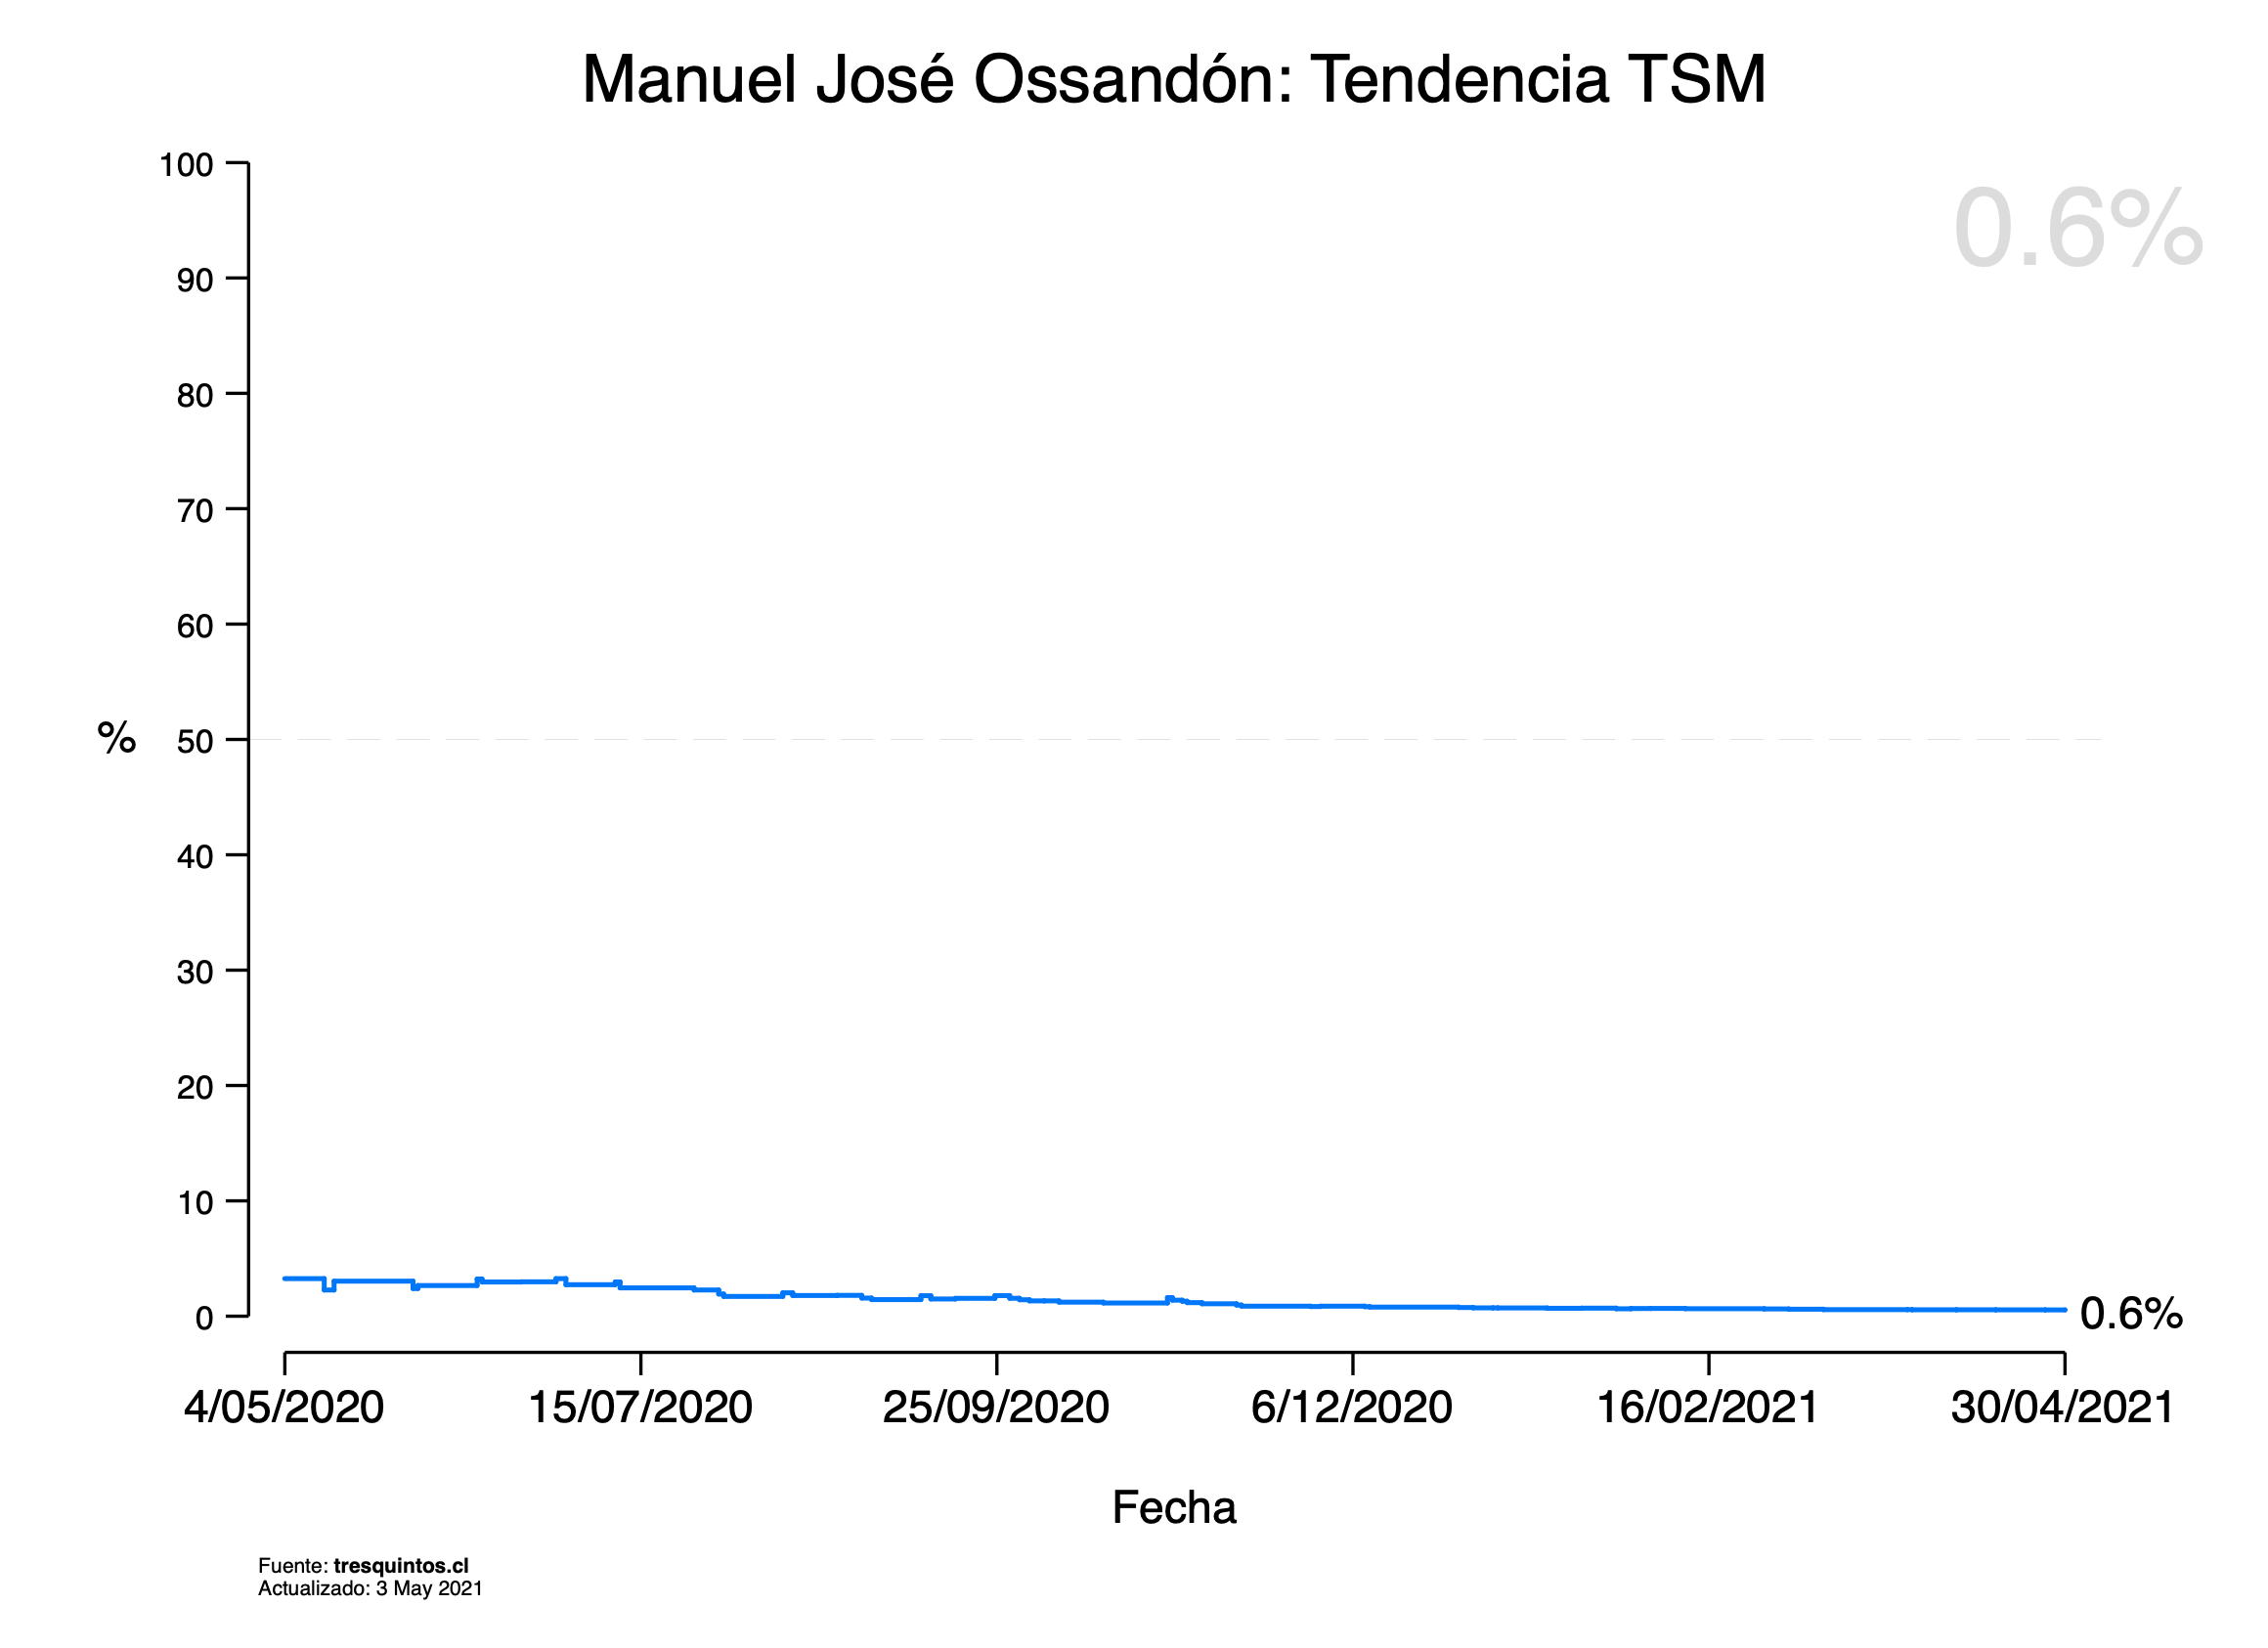 Manuel José Ossandón: Tendencia TSM
0.6%
100
90
80
70
60
% 50
40
30
20
10
0
0.6%
4/05/2020 15/07/2020 25/09/2020 6/12/2020 16/02/2021 30/04/2021
Fecha
Fuente: tresquintos.cl
Actualizado: 3 May 2021